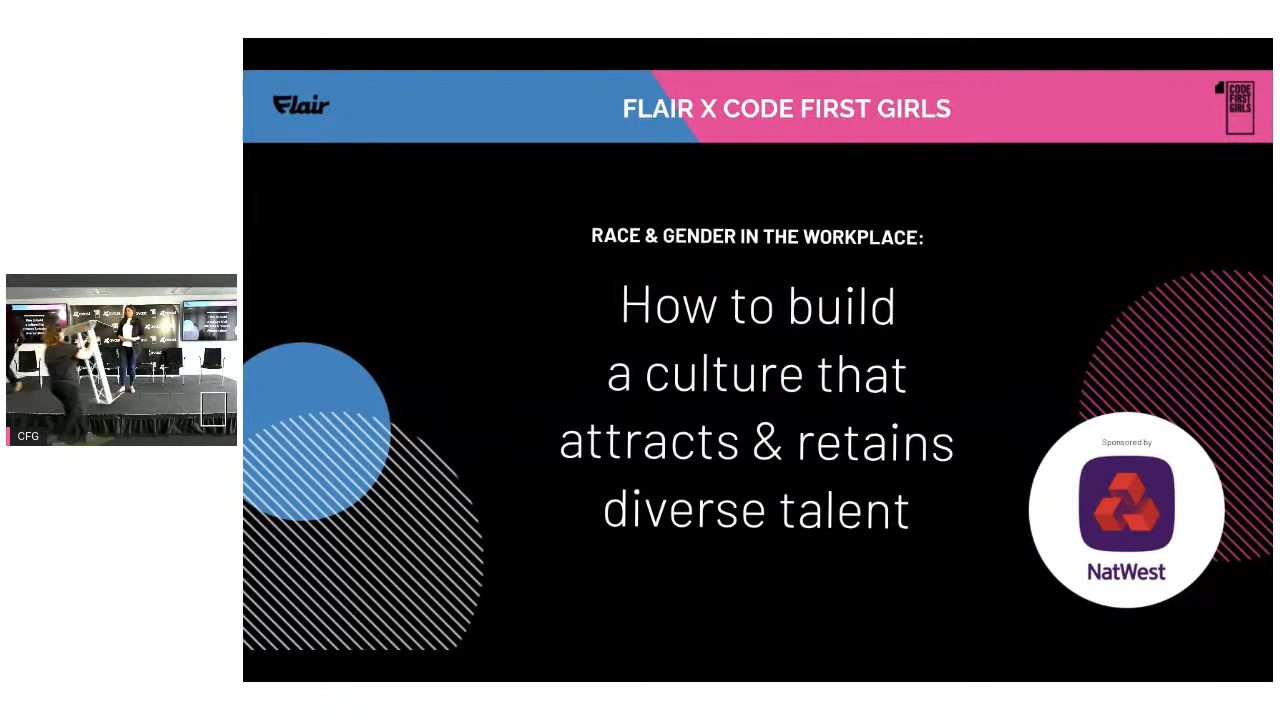 Flair
FLAIR X CODE FIRST GIRLS
CODE
FIRST
GIRLS
RACE & GENDER IN THE WORKPLACE:
How to build
a culture that
attracts & retains
diverse talent
Sponsored by
NatWest
CFG